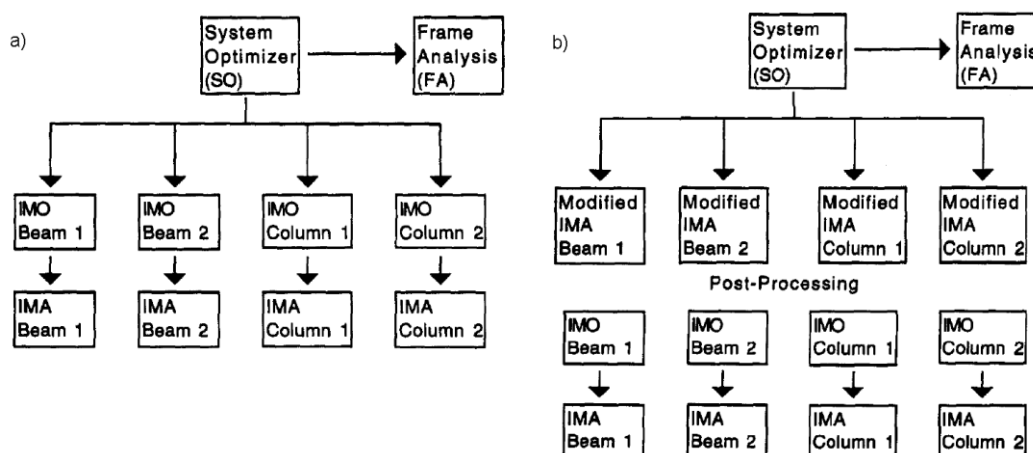 a)
System
Optimizer
(SO)
Frame
Analysis
(FA)
IMO
Beam 1
IMO
Beam 2
IMO
Column 1
IMO
Column 2
IMA
Beam 1
IMA
Beam 2
IMA
Column 1
IMA
Column 2
b)
System
Optimizer
(SO)
Frame
Analysis
(FA)
Modified
IMA
Beam 1
Modified
IMA
Beam 2
Modified
IMA
Column 1
Modified
IMA
Column 2
Post-Processing
IMO
Beam 1
IMO
Beam 2
IMO
Column 1
IMO
Column 2
IMA
Beam 1
IMA
Beam 2
IMA
Column 1
IMA
Column 2